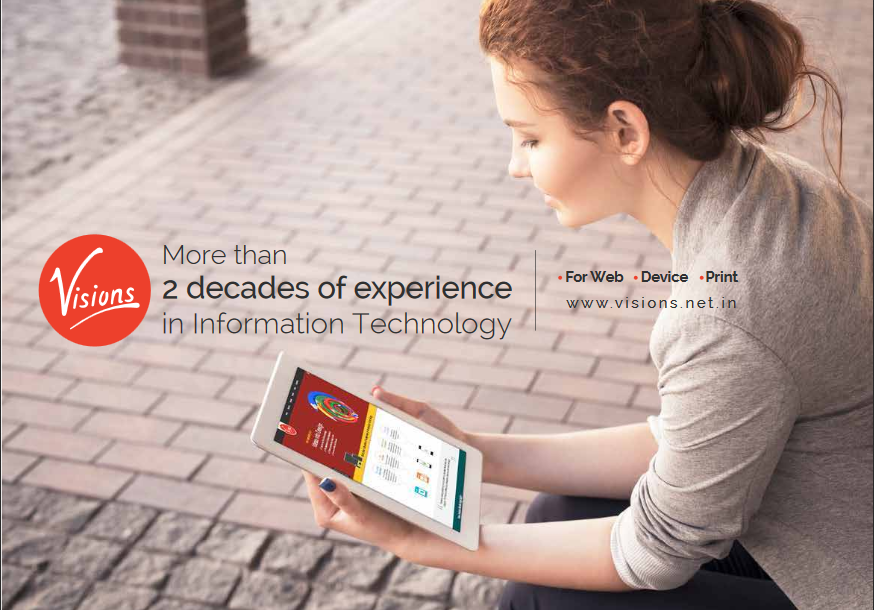 Visions
More than
2 decades of experience
in Information Technology
• For Web • Device • Print
www.visions.net.in